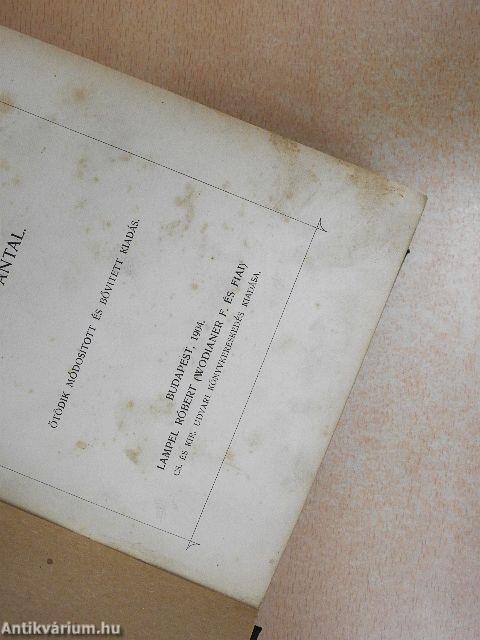 ANTAL.
ÖTÖDIK MÓDOSÍTOTT ÉS BŐVITETT KIADÁS.
BUDAPEST, 1904.
LAMPEL RÓBERT (WODIANER F. ÉS FIAI)
CS. ÉS KIR. UDVARI KÖNYVKERESKEDÉS KIADÁSA.
Antikvárium.hu